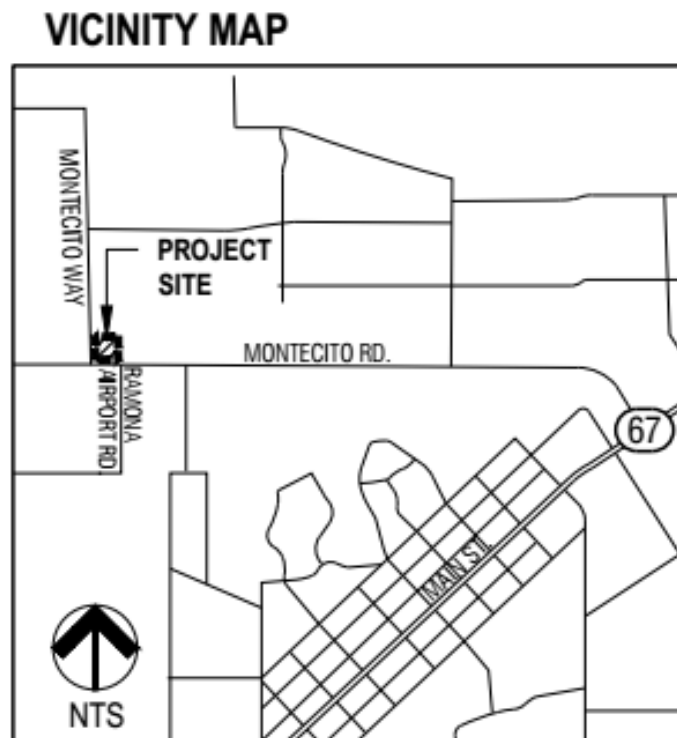 VICINITY MAP
MONTECITO WAY
PROJECT
SITE
MONTECITO RD.
RAMONA
AIRPORT RD.
67
MAIN ST.
NTS